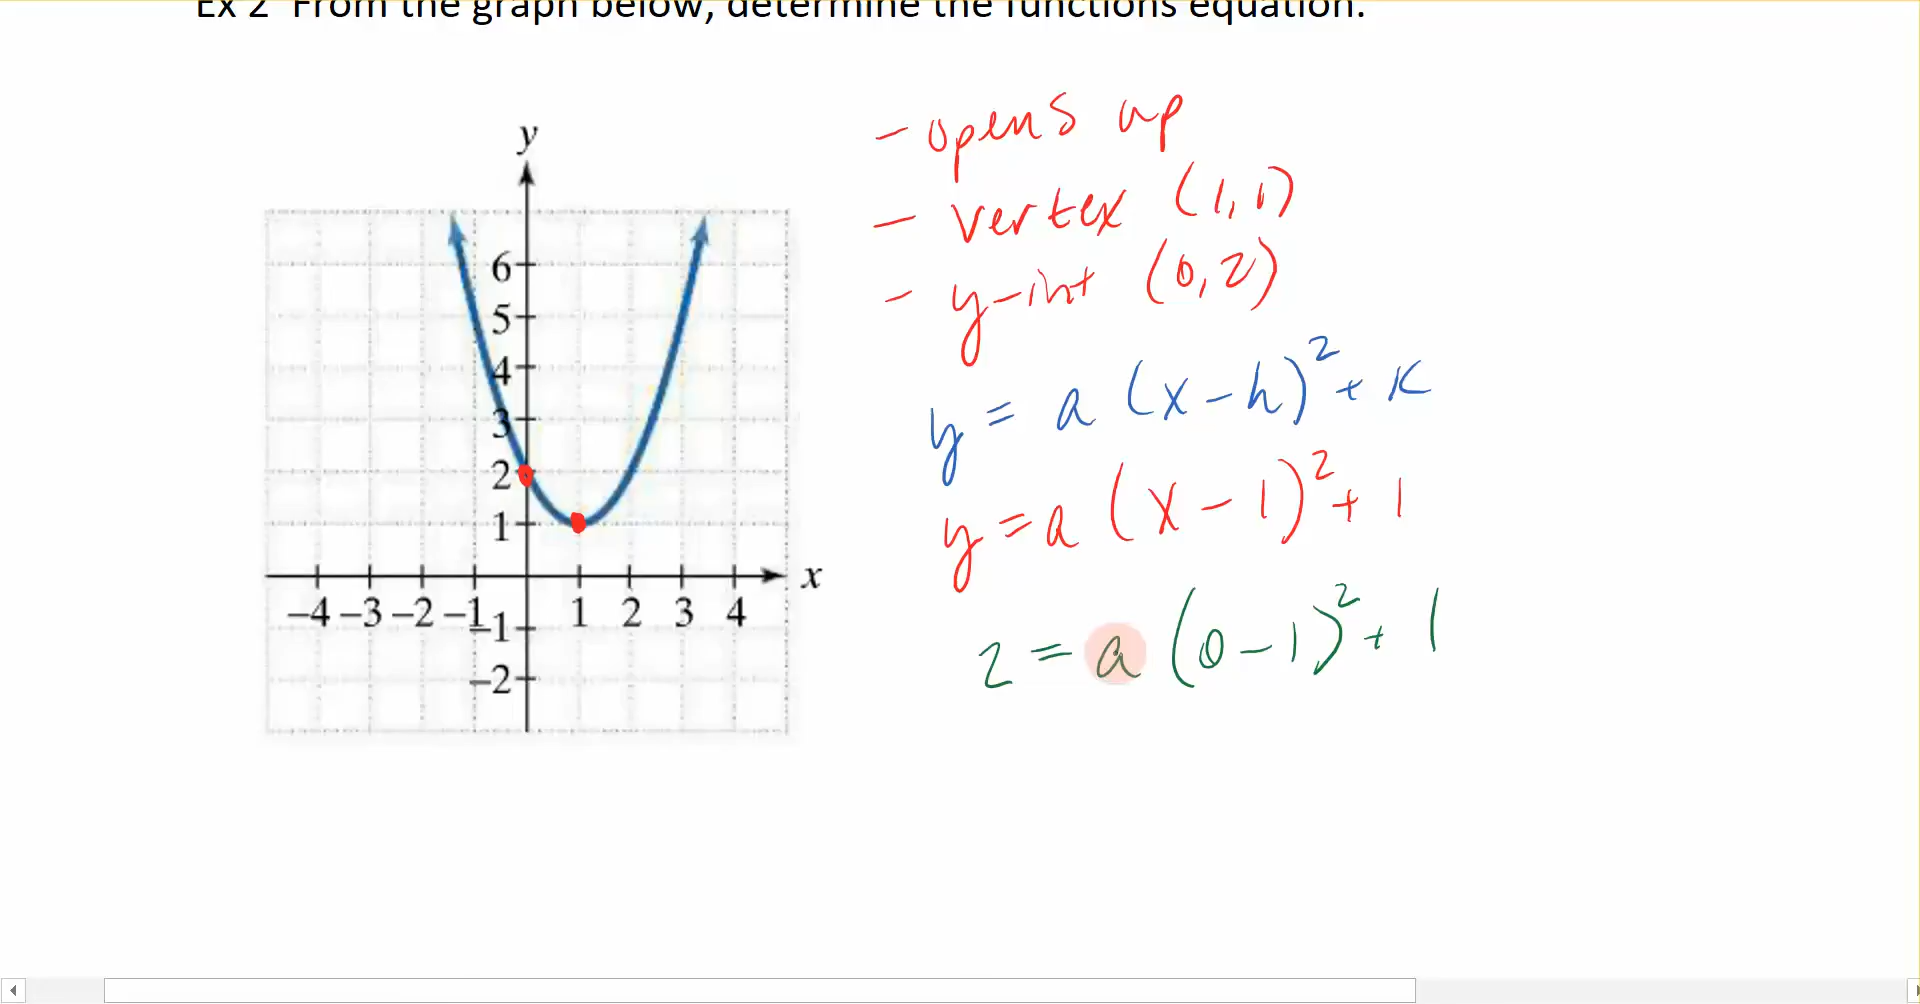 Ex 2 From the graph below, determine the functions equation.
y
6
5
4
3
2
1
x
–4 –3 –2 –1 1 2 3 4
–1
–2
- opens up
- vertex (1,1)
- y-int (0,2)
y = a (x-h)² + k
y = a (x-1)² + 1
2 = a (0-1)² + 1